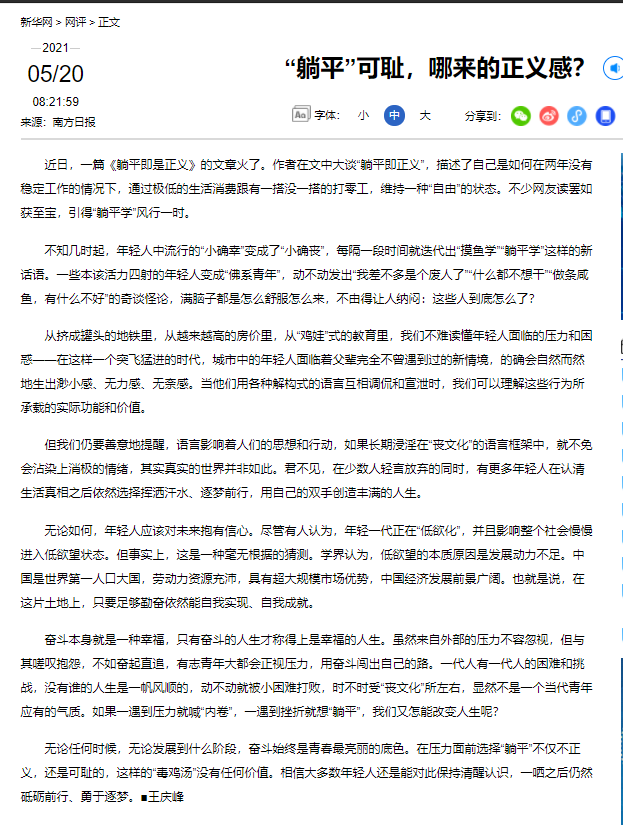 新华网 > 网评 > 正文
2021
05/20
08:21:59
来源：南方日报
“躺平”可耻，哪来的正义感？
Aa 字体： 小 中 大 分享到：
近日，一篇《躺平即是正义》的文章火了。作者在文中大谈“躺平即正义”，描述了自己是如何在两年没有
稳定工作的情况下，通过极低的生活消费跟有一搭没一搭的打零工，维持一种“自由”的状态。不少网友读罢如
获至宝，引得“躺平学”风行一时。
不知几时起，年轻人中流行的“小确幸”变成了“小确丧”，每隔一段时间就迭代出“摸鱼学”“躺平学”这样的新
话语。一些本该活力四射的年轻人变成“佛系青年”，动不动发出“我差不多是个废人了”“什么都不想干”“做条咸
鱼，有什么不好”的奇谈怪论，满脑子都是怎么舒服怎么来，不由得让人纳闷：这些人到底怎么了？
从挤成罐头的地铁里，从越来越高的房价里，从“鸡娃”式的教育里，我们不难读懂年轻人面临的压力和困
惑——在这样一个突飞猛进的时代，城市中的年轻人面临着父辈完全不曾遇到过的新情境，的确会自然而然
地生出渺小感、无力感、无奈感。当他们用各种解构式的语言互相调侃和宣泄时，我们可以理解这些行为所
承载的实际功能和价值。
但我们仍要善意地提醒，语言影响着人们的思想和行动，如果长期浸淫在“丧文化”的语言框架中，就不免
会沾染上消极的情绪，其实真实的世界并非如此。君不见，在少数人轻言放弃的同时，有更多年轻人在认清
生活真相之后依然选择挥洒汗水、逐梦前行，用自己的双手创造丰满的人生。
无论如何，年轻人应该对未来抱有信心。尽管有人认为，年轻一代正在“低欲化”，并且影响整个社会慢慢
进入低欲望状态。但事实上，这是一种毫无根据的猜测。学界认为，低欲望的本质原因是发展动力不足。中
国是世界第一人口大国，劳动力资源充沛，具有超大规模市场优势，中国经济发展前景广阔。也就是说，在
这片土地上，只要足够勤奋依然能自我实现、自我成就。
奋斗本身就是一种幸福，只有奋斗的人生才称得上是幸福的人生。虽然来自外部的压力不容忽视，但与
其嗟叹抱怨，不如奋起直追，有志青年大都会正视压力，用奋斗闯出自己的路。一代人有一代人的困难和挑
战，没有谁的人生是一帆风顺的，动不动就被小困难打败，时不时受“丧文化”所左右，显然不是一个当代青年
应有的气质。如果一遇到压力就喊“内卷”，一遇到挫折就想“躺平”，我们又怎能改变人生呢？
无论任何时候，无论发展到什么阶段，奋斗始终是青春最亮丽的底色。在压力面前选择“躺平”不仅不正
义，还是可耻的，这样的“毒鸡汤”没有任何价值。相信大多数年轻人还是能对此保持清醒认识，一哂之后仍然
砥砺前行、勇于逐梦。■王庆峰